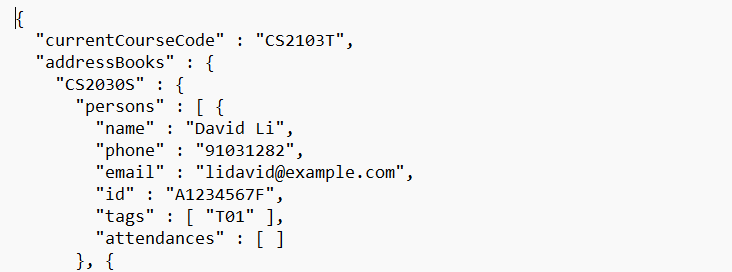 {
"currentCourseCode" : "CS2103T",
"addressBooks" : {
"CS2030S" : {
"persons" : [ {
"name" : "David Li",
"phone" : "91031282",
"email" : "lidavid@example.com",
"id" : "A1234567F",
"tags" : [ "T01" ],
"attendances" : [ ]
}, {